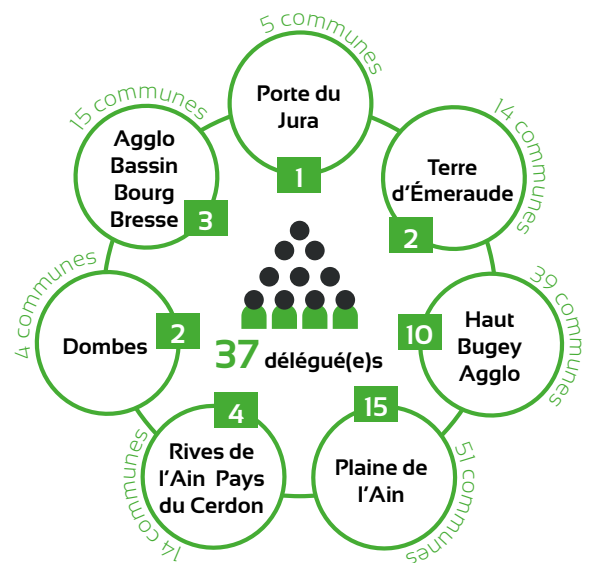 5 communes
Porte du
Jura
1
14 communes
Terre
d'Émeraude
2
39 communes
Haut
Bugey
Agglo
10
51 communes
Plaine de
l'Ain
15
14 communes
Rives de
l'Ain Pays
du Cerdon
4
4 communes
Dombes
2
15 communes
Agglo
Bassin
Bourg
Bresse
3
37 délégué(e)s